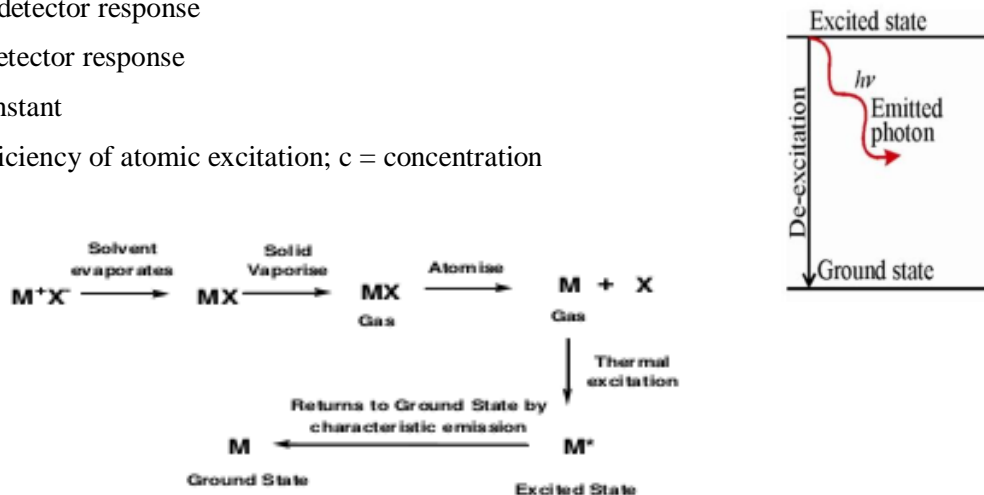 detector response
etector response
nstant
iciency of atomic excitation; c = concentration
Excited state
hν
Emitted
photon
De-excitation
Ground state
Solvent
evaporates
Solid
Vaporise
Atomise
M⁺X⁻
MX
MX
M + X
Gas
Gas
Thermal
excitation
Returns to Ground State by
characteristic emission
M
M*
Ground State
Excited State